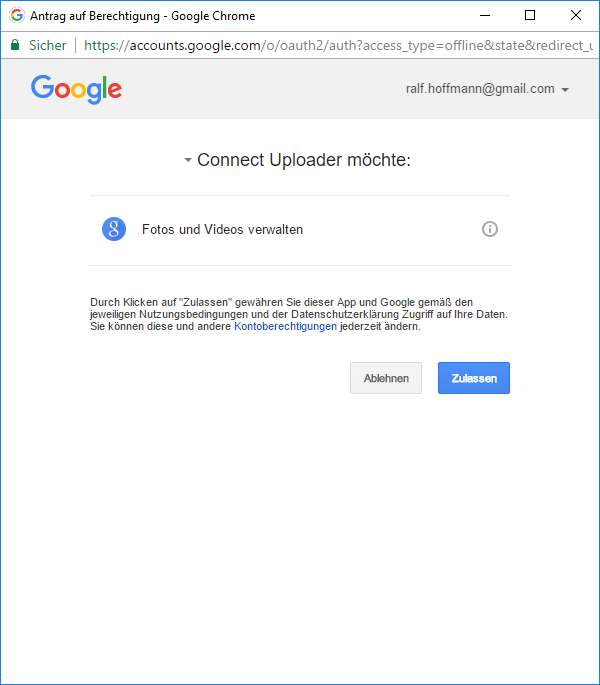 Antrag auf Berechtigung - Google Chrome
Sicher https://accounts.google.com/o/oauth2/auth?access_type=offline&state&redirect_u
Google ralf.hoffmann@gmail.com
Connect Uploader möchte:
g Fotos und Videos verwalten
Durch Klicken auf "Zulassen" gewähren Sie dieser App und Google gemäß den
jeweiligen Nutzungsbedingungen und der Datenschutzerklärung Zugriff auf Ihre Daten.
Sie können diese und andere Kontoberechtigungen jederzeit ändern.
Ablehnen Zulassen